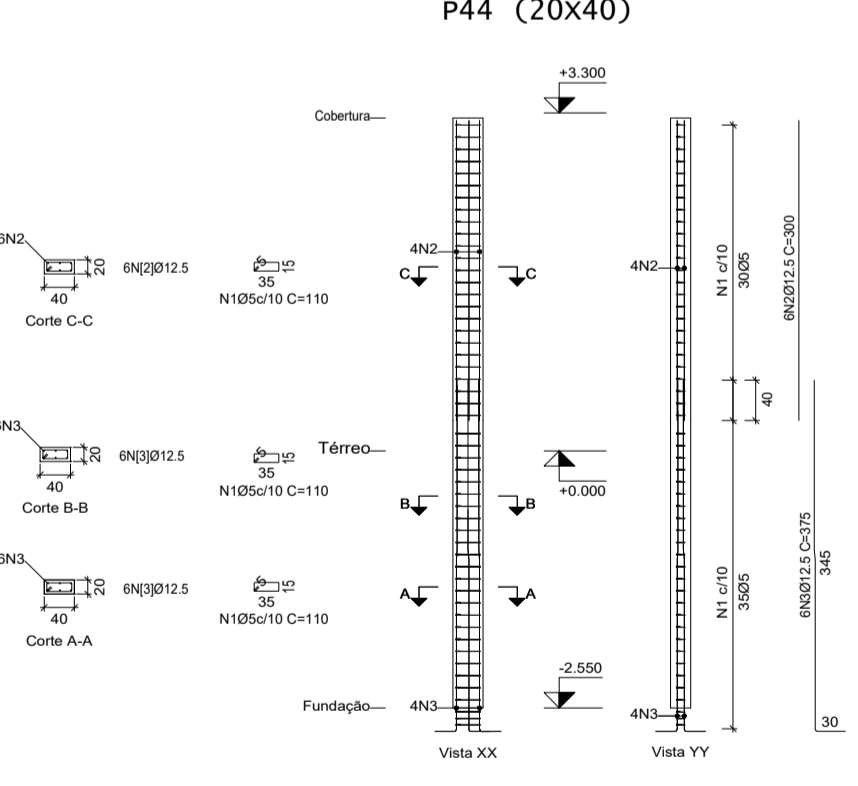 P44 (20X40)
+3.300
Cobertura
6N2
20
6N[2]Ø12.5
40
Corte C-C
5
15
35
N1Ø5c/10 C=110
4N2
C
C
4N2
N1 c/10
30Ø5
6N2Ø12.5 C=300
40
6N3
20
6N[3]Ø12.5
40
Corte B-B
5
15
35
N1Ø5c/10 C=110
Térreo
+0.000
B
B
6N3
20
6N[3]Ø12.5
40
Corte A-A
5
15
35
N1Ø5c/10 C=110
A
A
N1 c/10
35Ø5
6N3Ø12.5 C=375
345
-2.550
Fundação
4N3
4N3
30
Vista XX
Vista YY